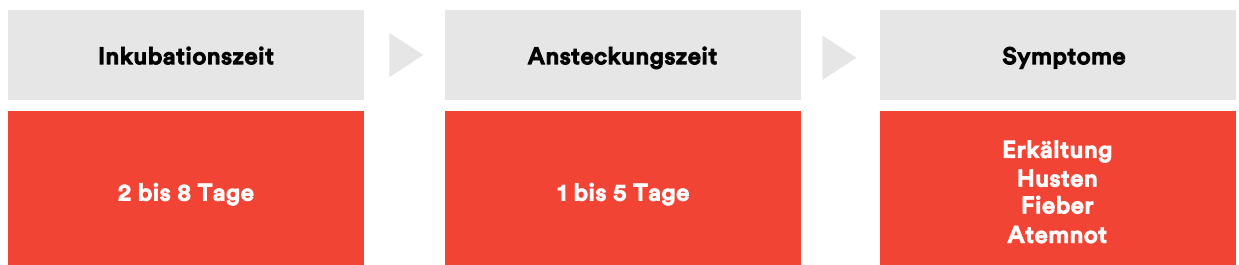 Inkubationszeit
Ansteckungszeit
Symptome
2 bis 8 Tage
1 bis 5 Tage
Erkältung
Husten
Fieber
Atemnot